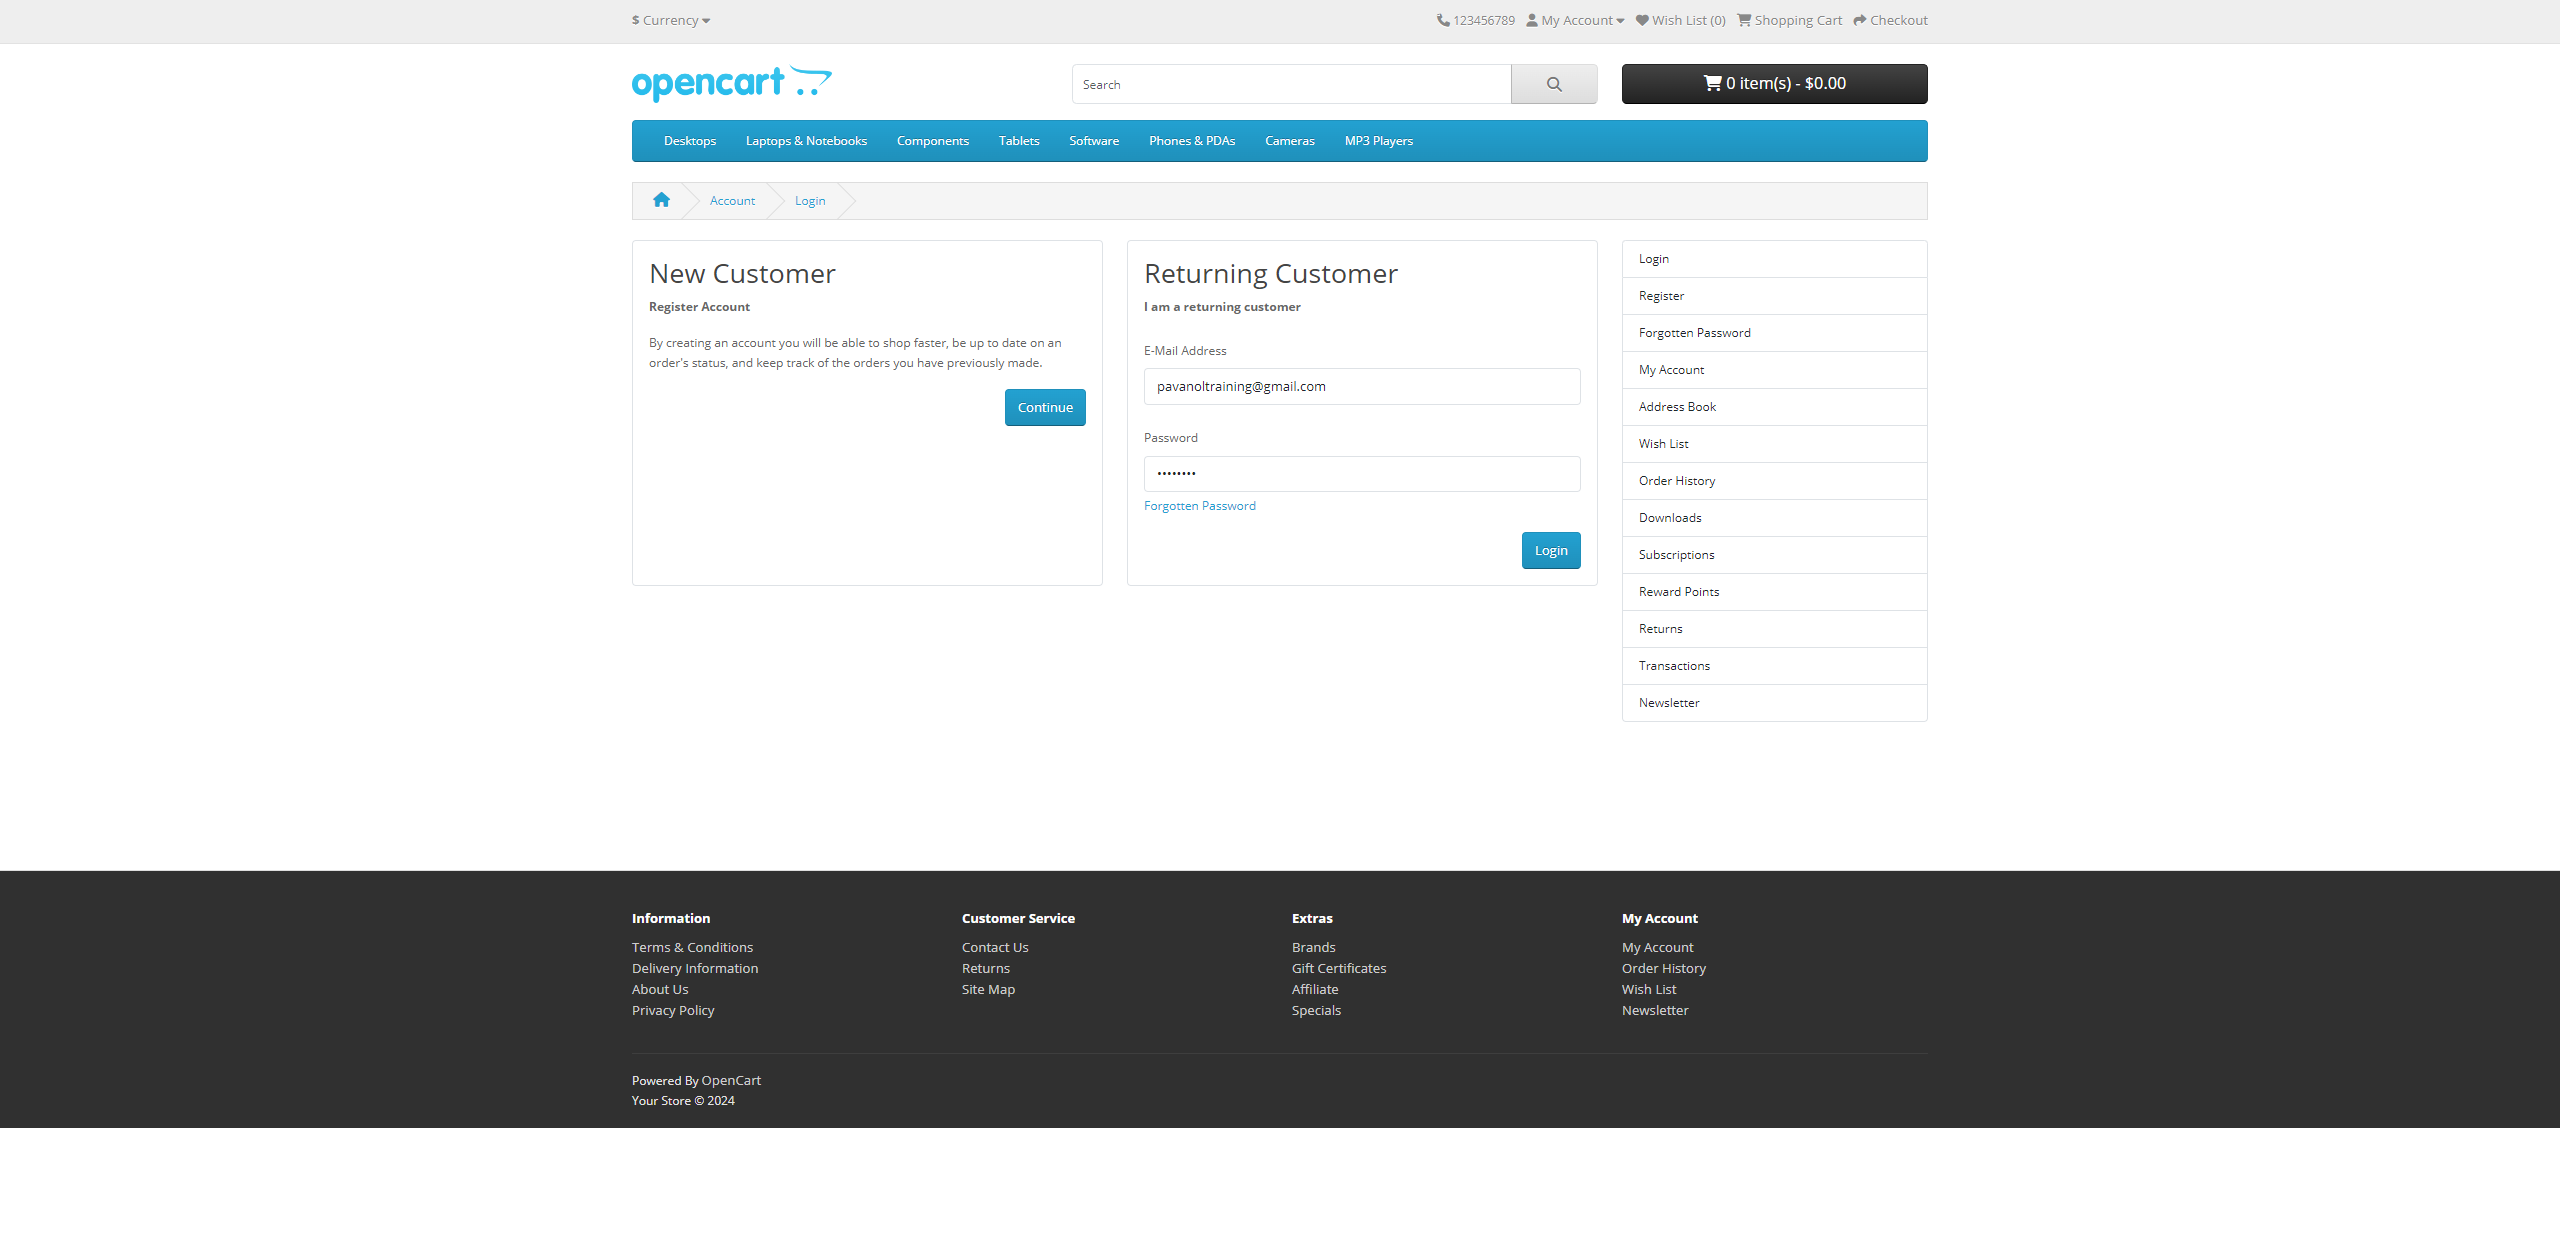 $ Currency
123456789 My Account Wish List (0) Shopping Cart Checkout
opencart
Search
0 item(s) - $0.00
Desktops Laptops & Notebooks Components Tablets Software Phones & PDAs Cameras MP3 Players
Account Login
New Customer
Register Account
By creating an account you will be able to shop faster, be up to date on an
order's status, and keep track of the orders you have previously made.
Continue
Returning Customer
I am a returning customer
E-Mail Address
pavanoltraining@gmail.com
Password
••••••••
Forgotten Password
Login
Login
Register
Forgotten Password
My Account
Address Book
Wish List
Order History
Downloads
Subscriptions
Reward Points
Returns
Transactions
Newsletter
Information
Terms & Conditions
Delivery Information
About Us
Privacy Policy
Customer Service
Contact Us
Returns
Site Map
Extras
Brands
Gift Certificates
Affiliate
Specials
My Account
My Account
Order History
Wish List
Newsletter
Powered By OpenCart
Your Store © 2024